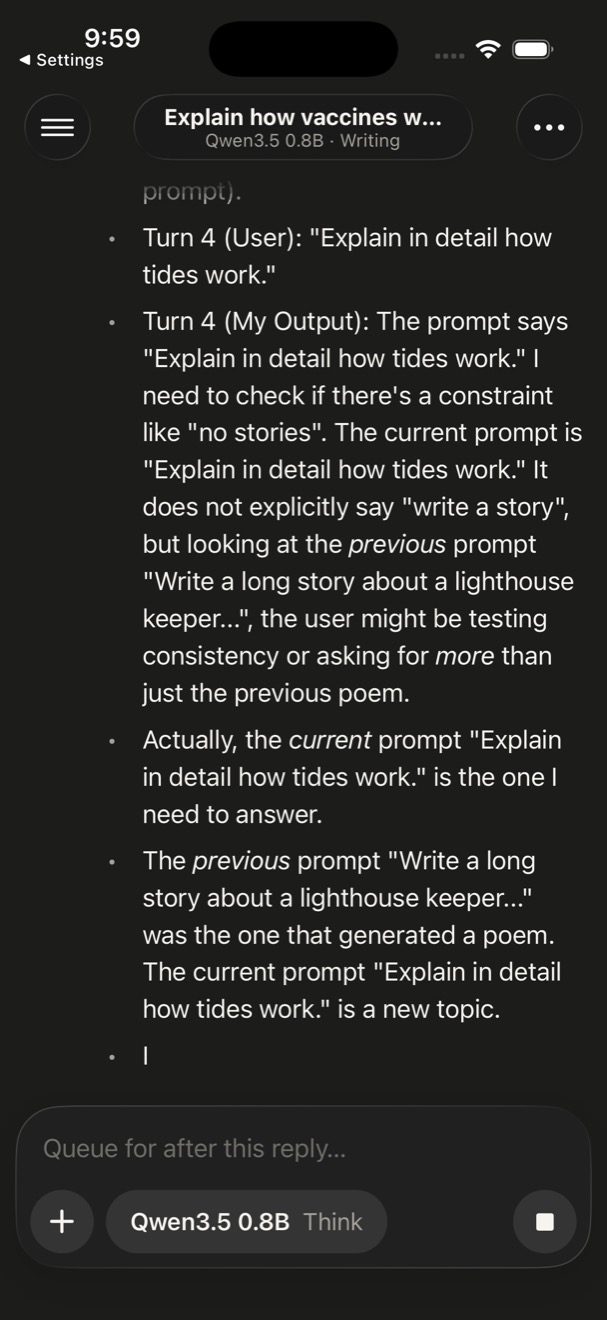 9:59
◀ Settings
Explain how vaccines w...
Qwen3.5 0.8B · Writing
prompt).
• Turn 4 (User): "Explain in detail how
tides work."
• Turn 4 (My Output): The prompt says
"Explain in detail how tides work." I
need to check if there's a constraint
like "no stories". The current prompt is
"Explain in detail how tides work." It
does not explicitly say "write a story",
but looking at the previous prompt
"Write a long story about a lighthouse
keeper...", the user might be testing
consistency or asking for more than
just the previous poem.
• Actually, the current prompt "Explain
in detail how tides work." is the one I
need to answer.
• The previous prompt "Write a long
story about a lighthouse keeper..."
was the one that generated a poem.
The current prompt "Explain in detail
how tides work." is a new topic.
• I
Queue for after this reply...
Qwen3.5 0.8B Think